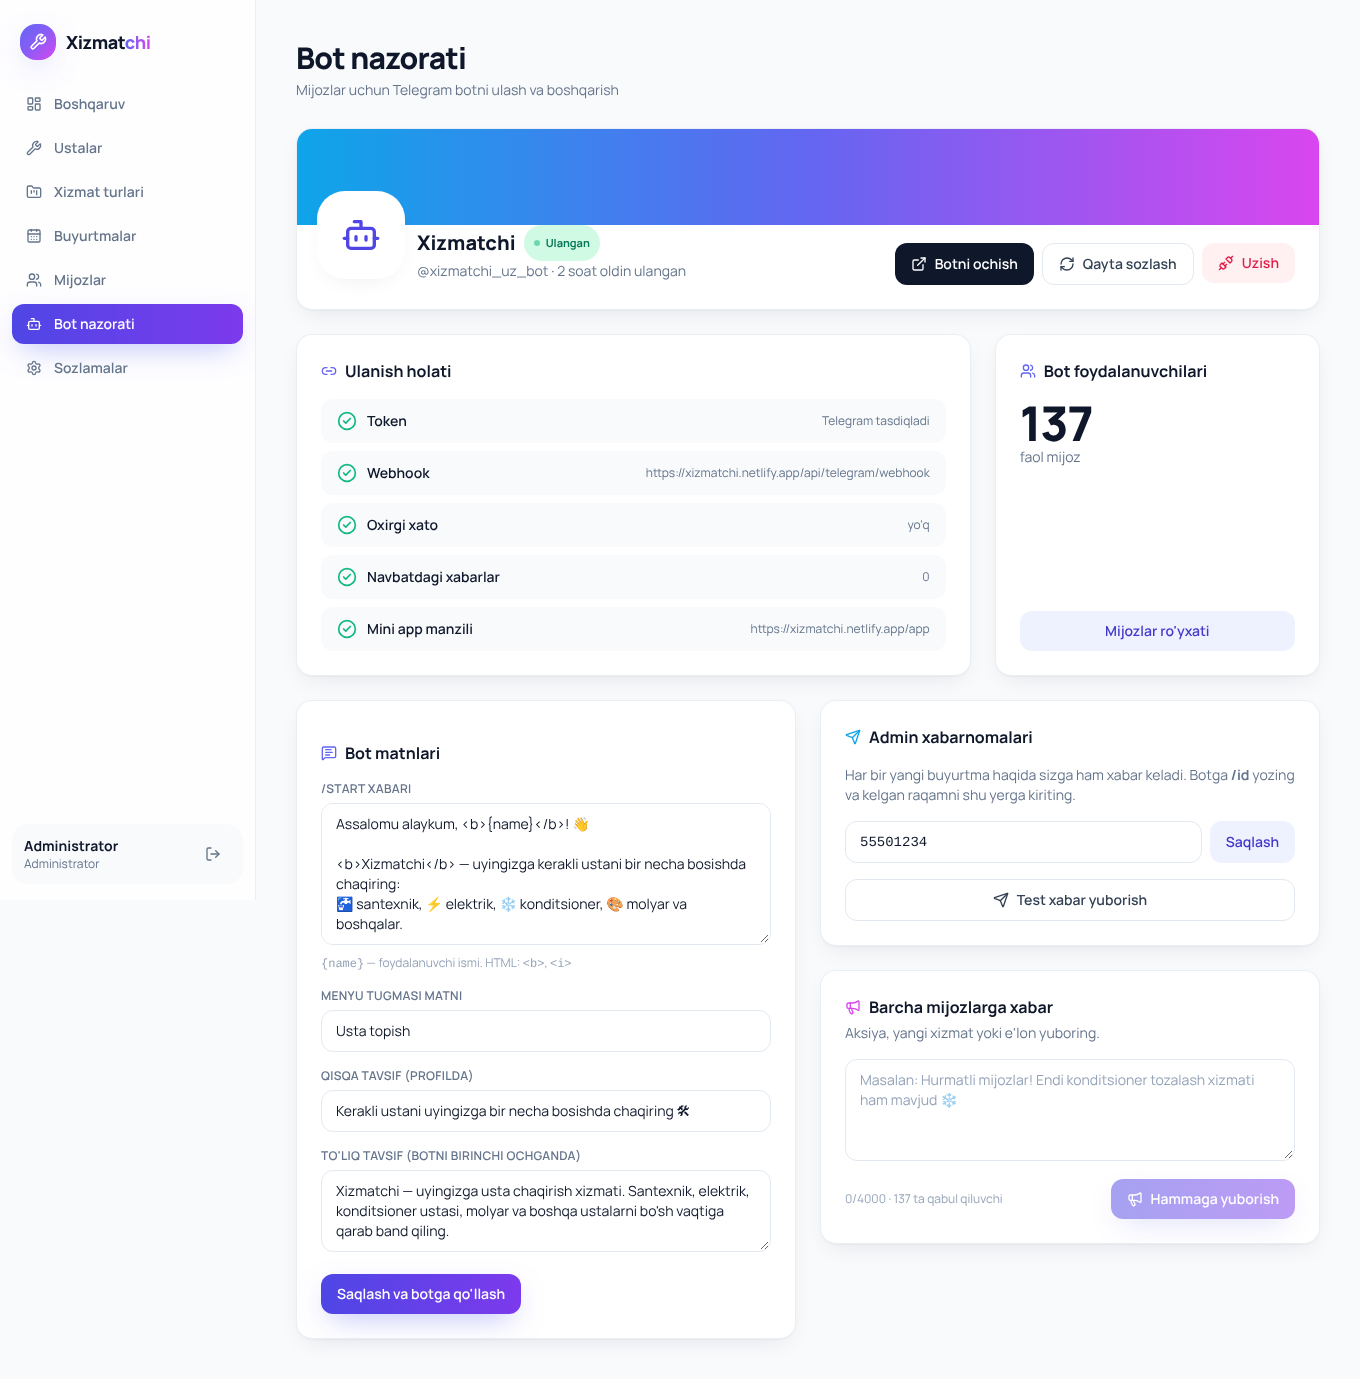 Xizmatchi
Boshqaruv
Ustalar
Xizmat turlari
Buyurtmalar
Mijozlar
Bot nazorati
Sozlamalar
Administrator
Administrator
Bot nazorati
Mijozlar uchun Telegram botni ulash va boshqarish
Xizmatchi
Ulangan
@xizmatchi_uz_bot · 2 soat oldin ulangan
Botni ochish
Qayta sozlash
Uzish
Ulanish holati
Token
Telegram tasdiqladi
Webhook
https://xizmatchi.netlify.app/api/telegram/webhook
Oxirgi xato
yo'q
Navbatdagi xabarlar
0
Mini app manzili
https://xizmatchi.netlify.app/app
Bot foydalanuvchilari
137
faol mijoz
Mijozlar ro'yxati
Bot matnlari
/START XABARI
Assalomu alaykum, <b>{name}</b>! 👋
<b>Xizmatchi</b> — uyingizga kerakli ustani bir necha bosishda
chaqiring:
🚰 santexnik, ⚡ elektrik, ❄️ konditsioner, 🎨 molyar va
boshqalar.
{name} — foydalanuvchi ismi. HTML: <b>, <i>
MENYU TUGMASI MATNI
Usta topish
QISQA TAVSIF (PROFILDA)
Kerakli ustani uyingizga bir necha bosishda chaqiring 🛠
TO'LIQ TAVSIF (BOTNI BIRINCHI OCHGANDA)
Xizmatchi — uyingizga usta chaqirish xizmati. Santexnik, elektrik,
konditsioner ustasi, molyar va boshqa ustalarni bo'sh vaqtiga
qarab band qiling.
Saqlash va botga qo'llash
Admin xabarnomalari
Har bir yangi buyurtma haqida sizga ham xabar keladi. Botga /id yozing
va kelgan raqamni shu yerga kiriting.
55501234
Saqlash
Test xabar yuborish
Barcha mijozlarga xabar
Aksiya, yangi xizmat yoki e'lon yuboring.
Masalan: Hurmatli mijozlar! Endi konditsioner tozalash xizmati
ham mavjud ❄️
0/4000 · 137 ta qabul qiluvchi
Hammaga yuborish